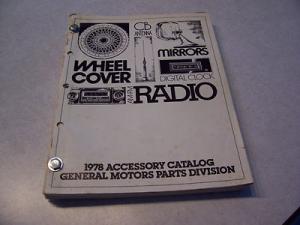 CB
ANTENNA
MIRRORS
WHEEL
COVER
DIGITAL CLOCK
AM/FM
RADIO
1978 ACCESSORY CATALOG
GENERAL MOTORS PARTS DIVISION